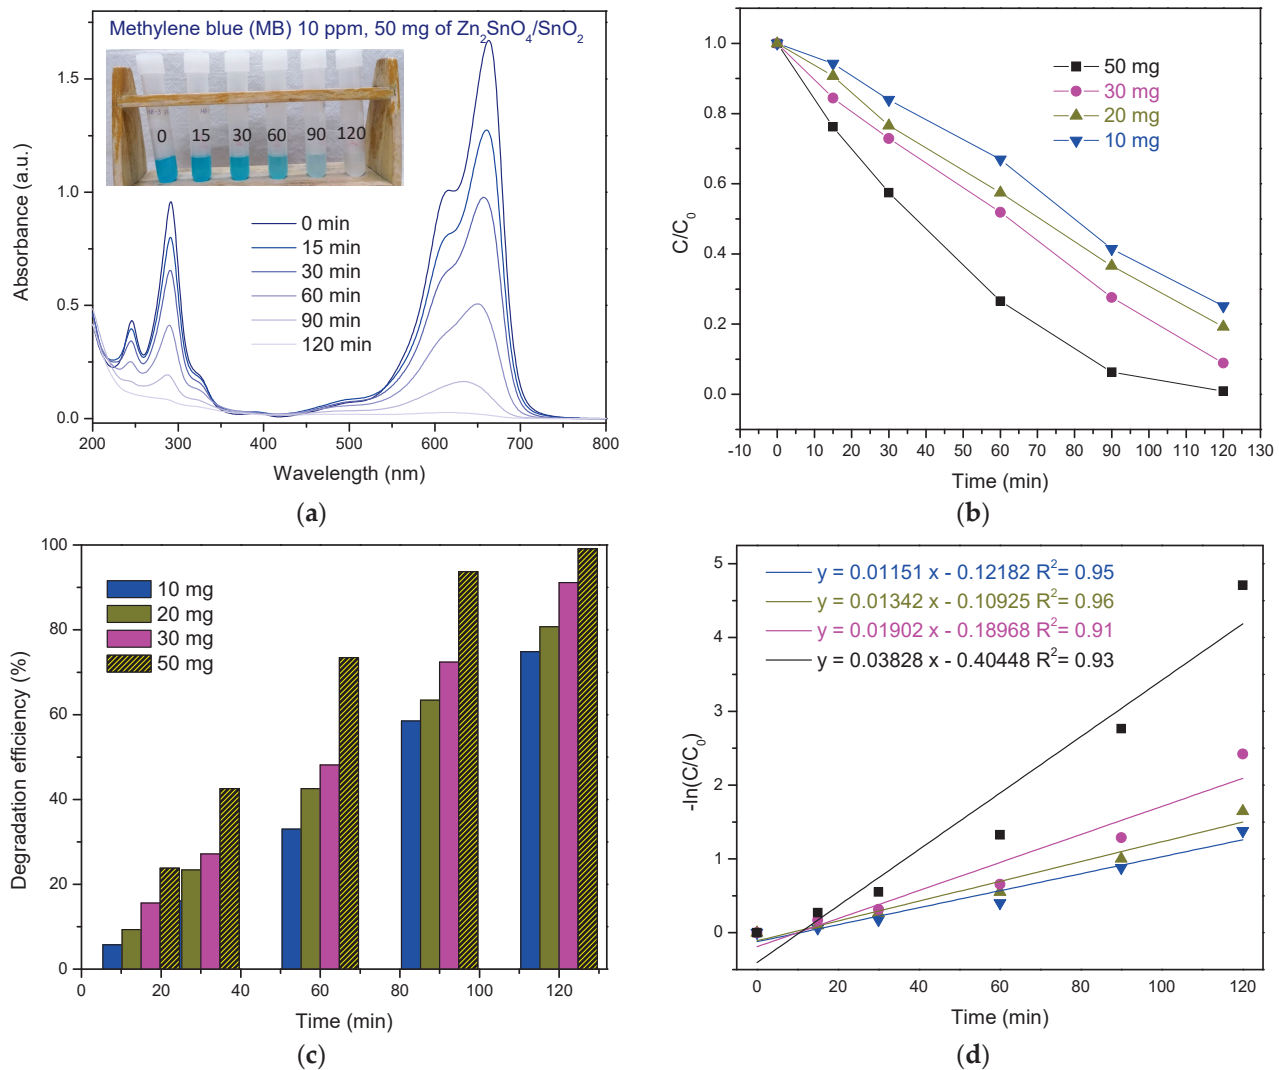 Methylene blue (MB) 10 ppm, 50 mg of Zn2SnO4/SnO2
1.5
1.0
0.5
0.0
Absorbance (a.u.)
0 15 30 60 90 120
0 min
15 min
30 min
60 min
90 min
120 min
200 300 400 500 600 700 800
Wavelength (nm)
(a)
1.0
0.8
0.6
0.4
0.2
0.0
C/C0
50 mg
30 mg
20 mg
10 mg
-10 0 10 20 30 40 50 60 70 80 90 100 110 120 130
Time (min)
(b)
100
80
60
40
20
0
Degradation efficiency (%)
10 mg
20 mg
30 mg
50 mg
0 20 40 60 80 100 120
Time (min)
(c)
5
4
3
2
1
0
-ln(C/C0)
y = 0.01151 x - 0.12182 R2= 0.95
y = 0.01342 x - 0.10925 R2= 0.96
y = 0.01902 x - 0.18968 R2= 0.91
y = 0.03828 x - 0.40448 R2= 0.93
0 20 40 60 80 100 120
Time (min)
(d)